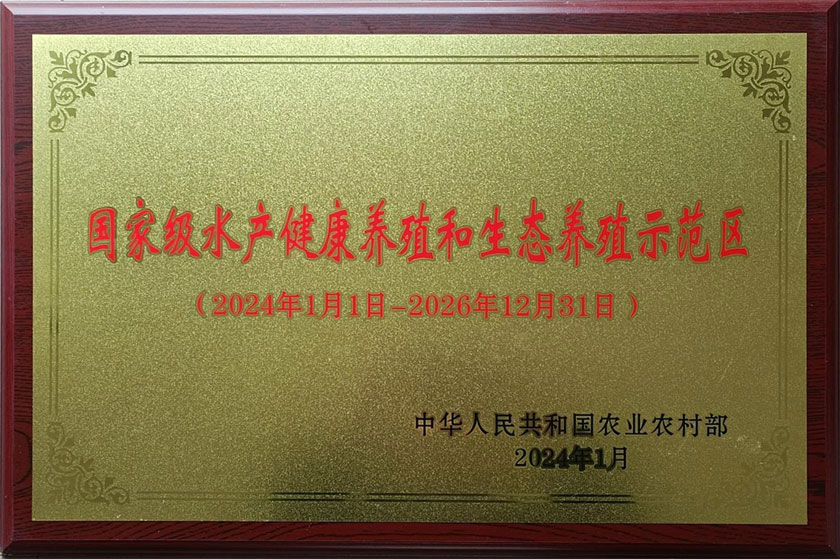 国家级水产健康养殖和生态养殖示范区
（2024年1月1日-2026年12月31日）
中华人民共和国农业农村部
2024年1月